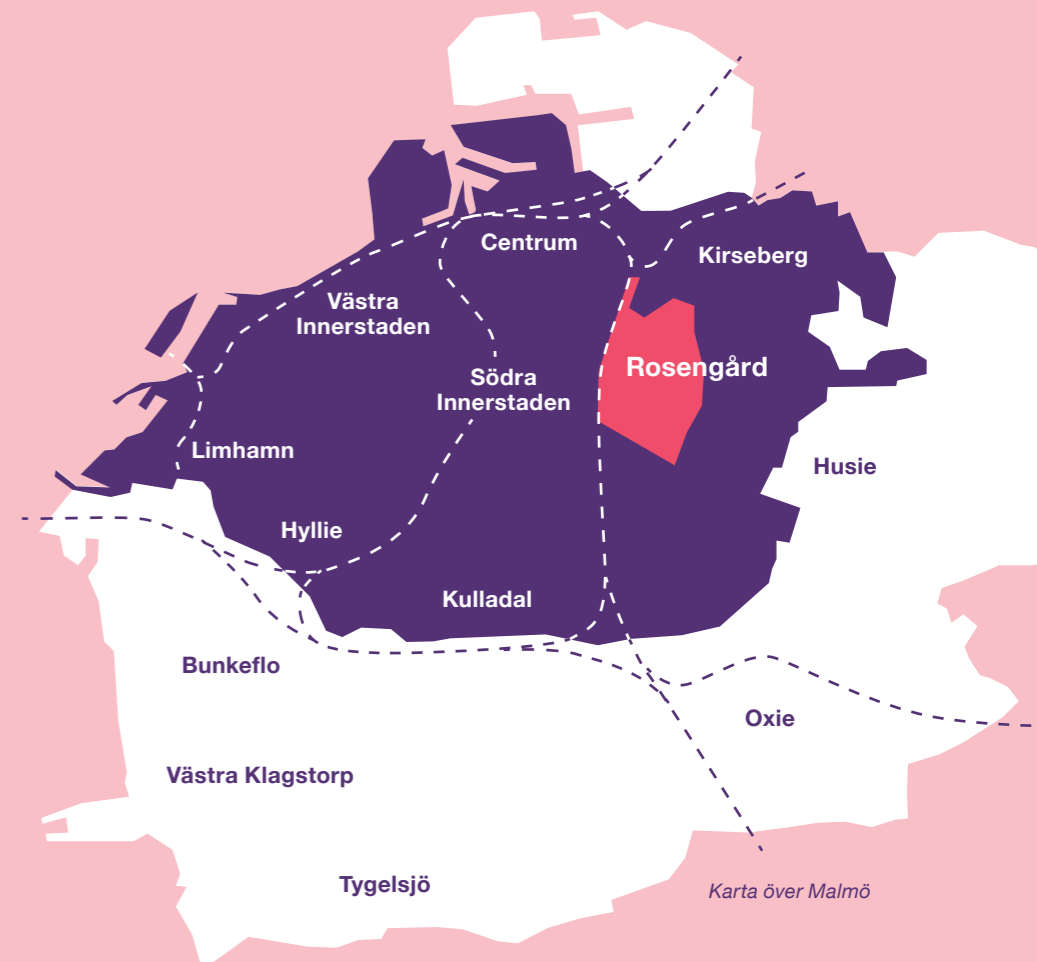 Centrum
Kirseberg
Västra
Innerstaden
Rosengård
Södra
Innerstaden
Limhamn
Husie
Hyllie
Kulladal
Bunkeflo
Oxie
Västra Klagstorp
Tygelsjö
Karta över Malmö